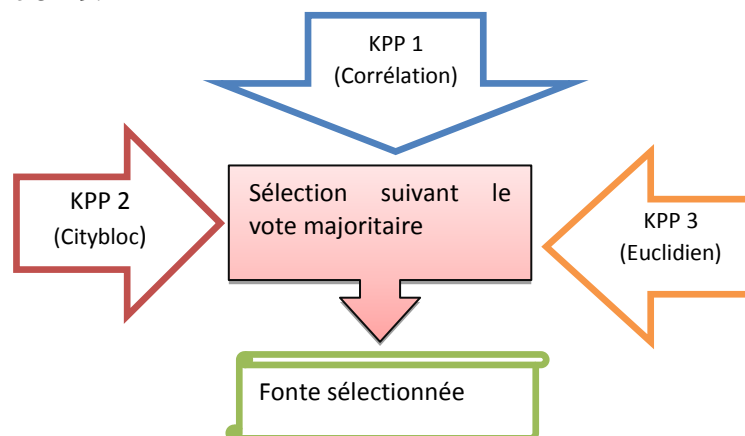 KPP 1
(Corrélation)
KPP 2
(Citybloc)
Sélection suivant le
vote majoritaire
KPP 3
(Euclidien)
Fonte sélectionnée